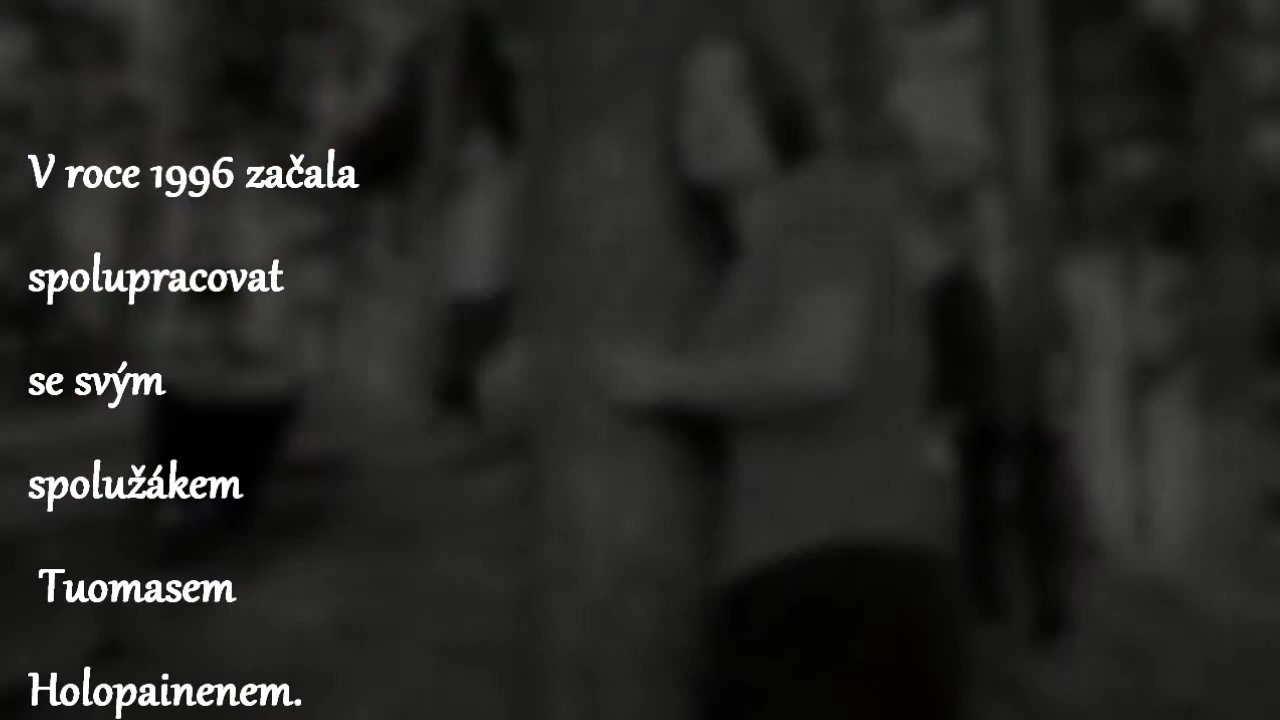 V roce 1996 začala
spolupracovat
se svým
spolužákem
Tuomasem
Holopainenem.